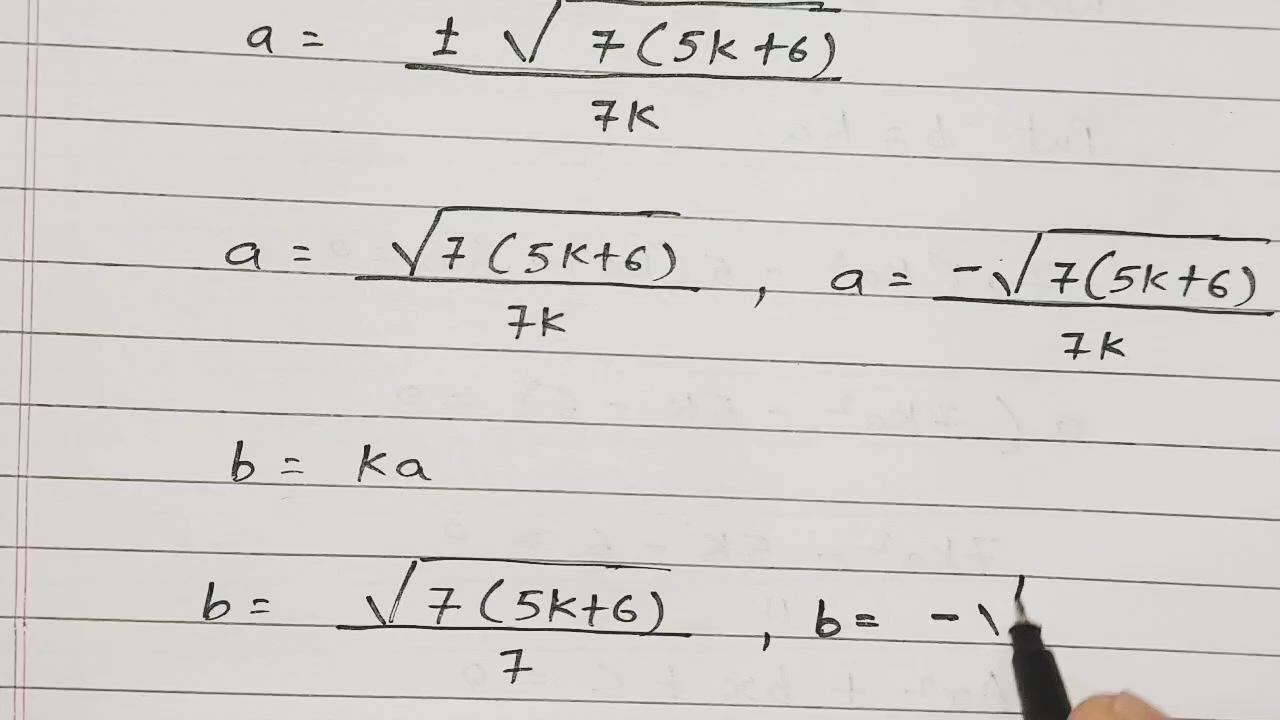 a = ± √7(5k+6) / 7k
a = √7(5k+6) / 7k , a = -√7(5k+6) / 7k
b = ka
b = √7(5k+6) / 7 , b = -√